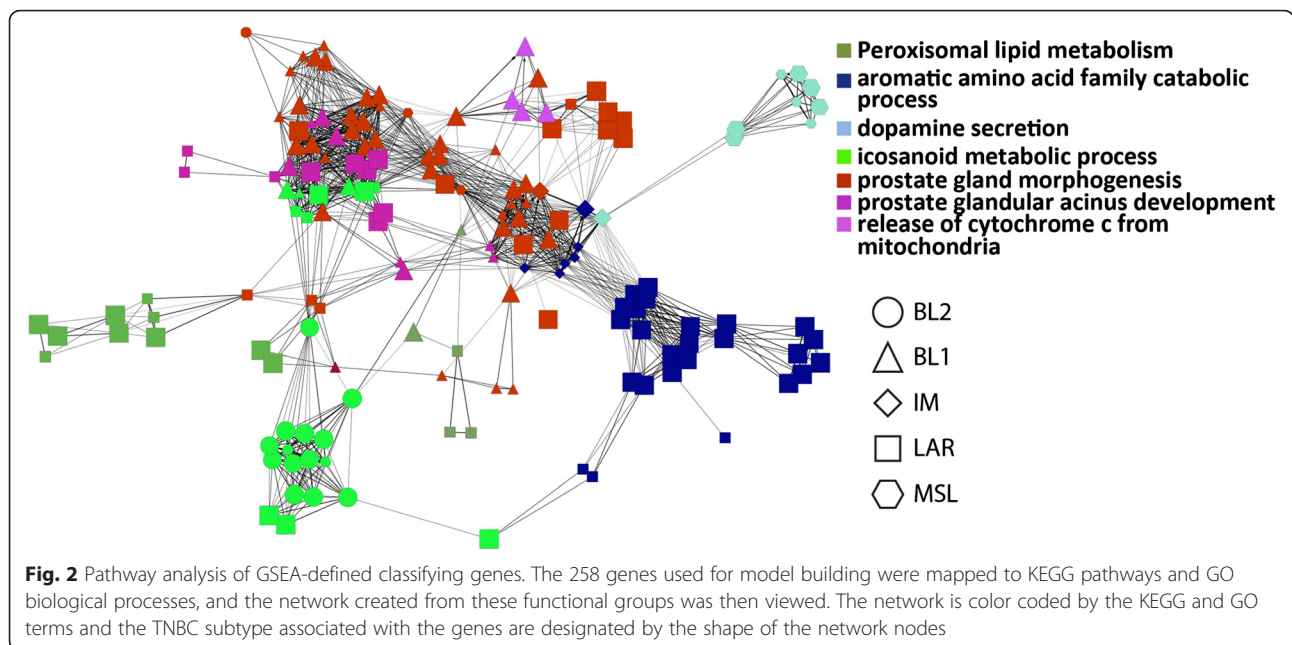 Peroxisomal lipid metabolism
aromatic amino acid family catabolic
process
dopamine secretion
icosanoid metabolic process
prostate gland morphogenesis
prostate glandular acinus development
release of cytochrome c from
mitochondria
BL2
BL1
IM
LAR
MSL
Fig. 2 Pathway analysis of GSEA-defined classifying genes. The 258 genes used for model building were mapped to KEGG pathways and GO
biological processes, and the network created from these functional groups was then viewed. The network is color coded by the KEGG and GO
terms and the TNBC subtype associated with the genes are designated by the shape of the network nodes